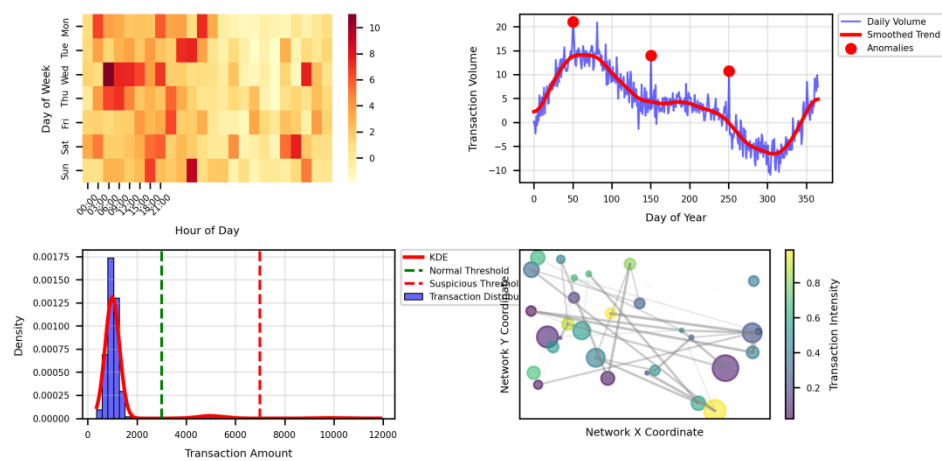 Mon
Tue
Wed
Thu
Fri
Sat
Sun
Day of Week
00:00
03:00
06:00
09:00
12:00
15:00
18:00
21:00
Hour of Day
10
8
6
4
2
0
Transaction Volume
20
15
10
5
0
−5
−10
0
50
100
150
200
250
300
350
Day of Year
Daily Volume
Smoothed Trend
Anomalies
Density
0.00175
0.00150
0.00125
0.00100
0.00075
0.00050
0.00025
0.00000
0
2000
4000
6000
8000
10000
12000
Transaction Amount
KDE
Normal Threshold
Suspicious Threshol
Transaction Distribu
Network Y Coordinate
Network X Coordinate
0.8
0.6
0.4
0.2
Transaction Intensity